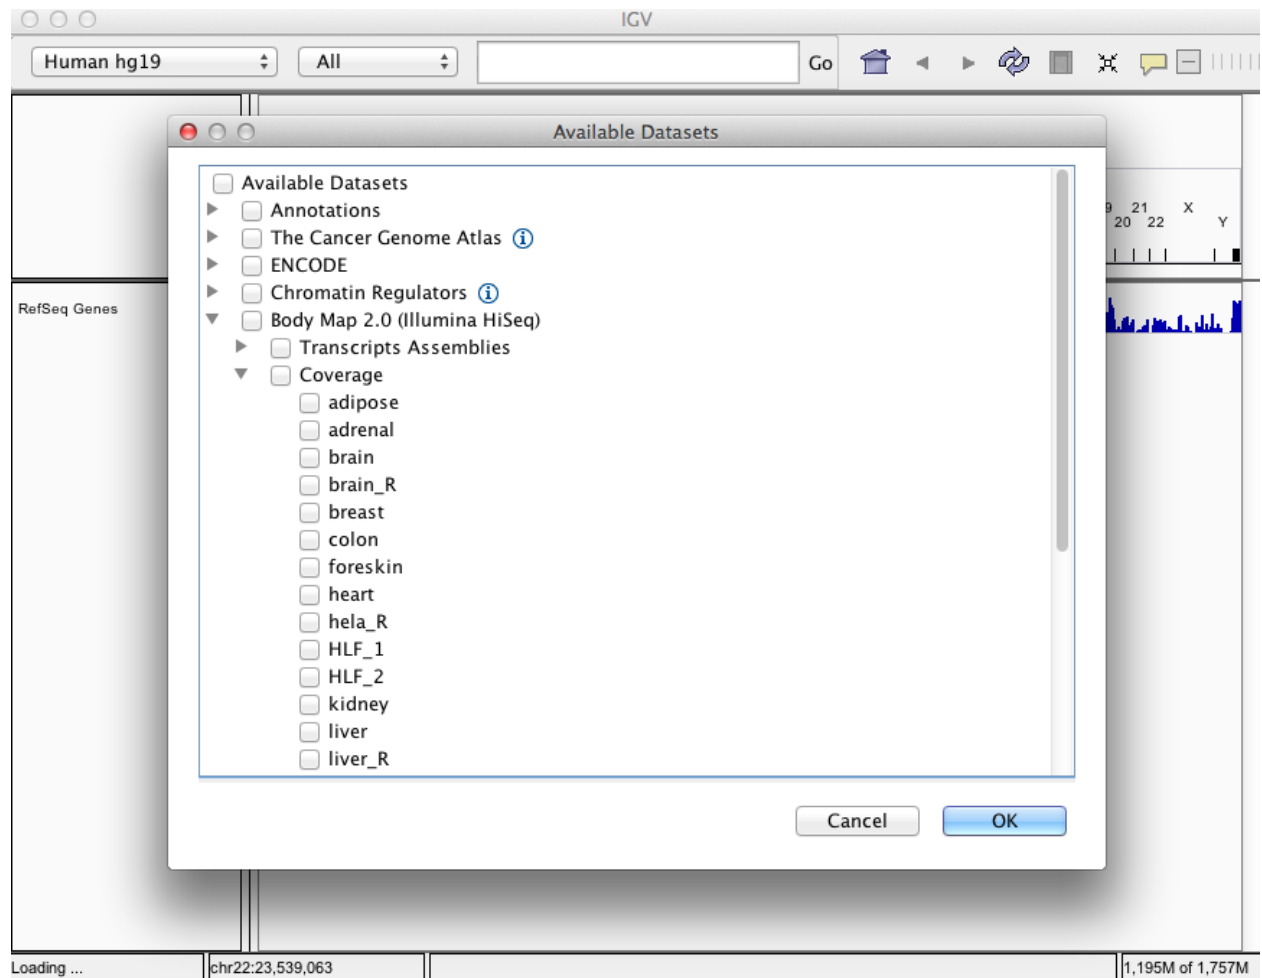 IGV
Human hg19 All Go
Available Datasets
Available Datasets
Annotations
The Cancer Genome Atlas
ENCODE
Chromatin Regulators
Body Map 2.0 (Illumina HiSeq)
Transcripts Assemblies
Coverage
adipose
adrenal
brain
brain_R
breast
colon
foreskin
heart
hela_R
HLF_1
HLF_2
kidney
liver
liver_R
Cancel OK
9 21 X
20 22 Y
RefSeq Genes
Loading ... chr22:23,539,063 1,195M of 1,757M